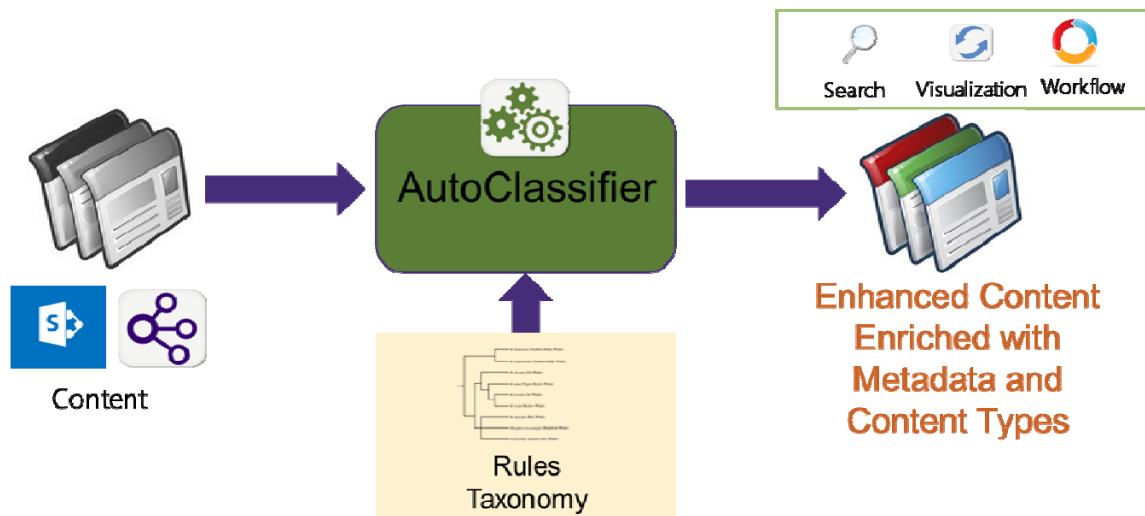 Search
Visualization
Workflow
AutoClassifier
S
Content
Rules
Taxonomy
Enhanced Content
Enriched with
Metadata and
Content Types